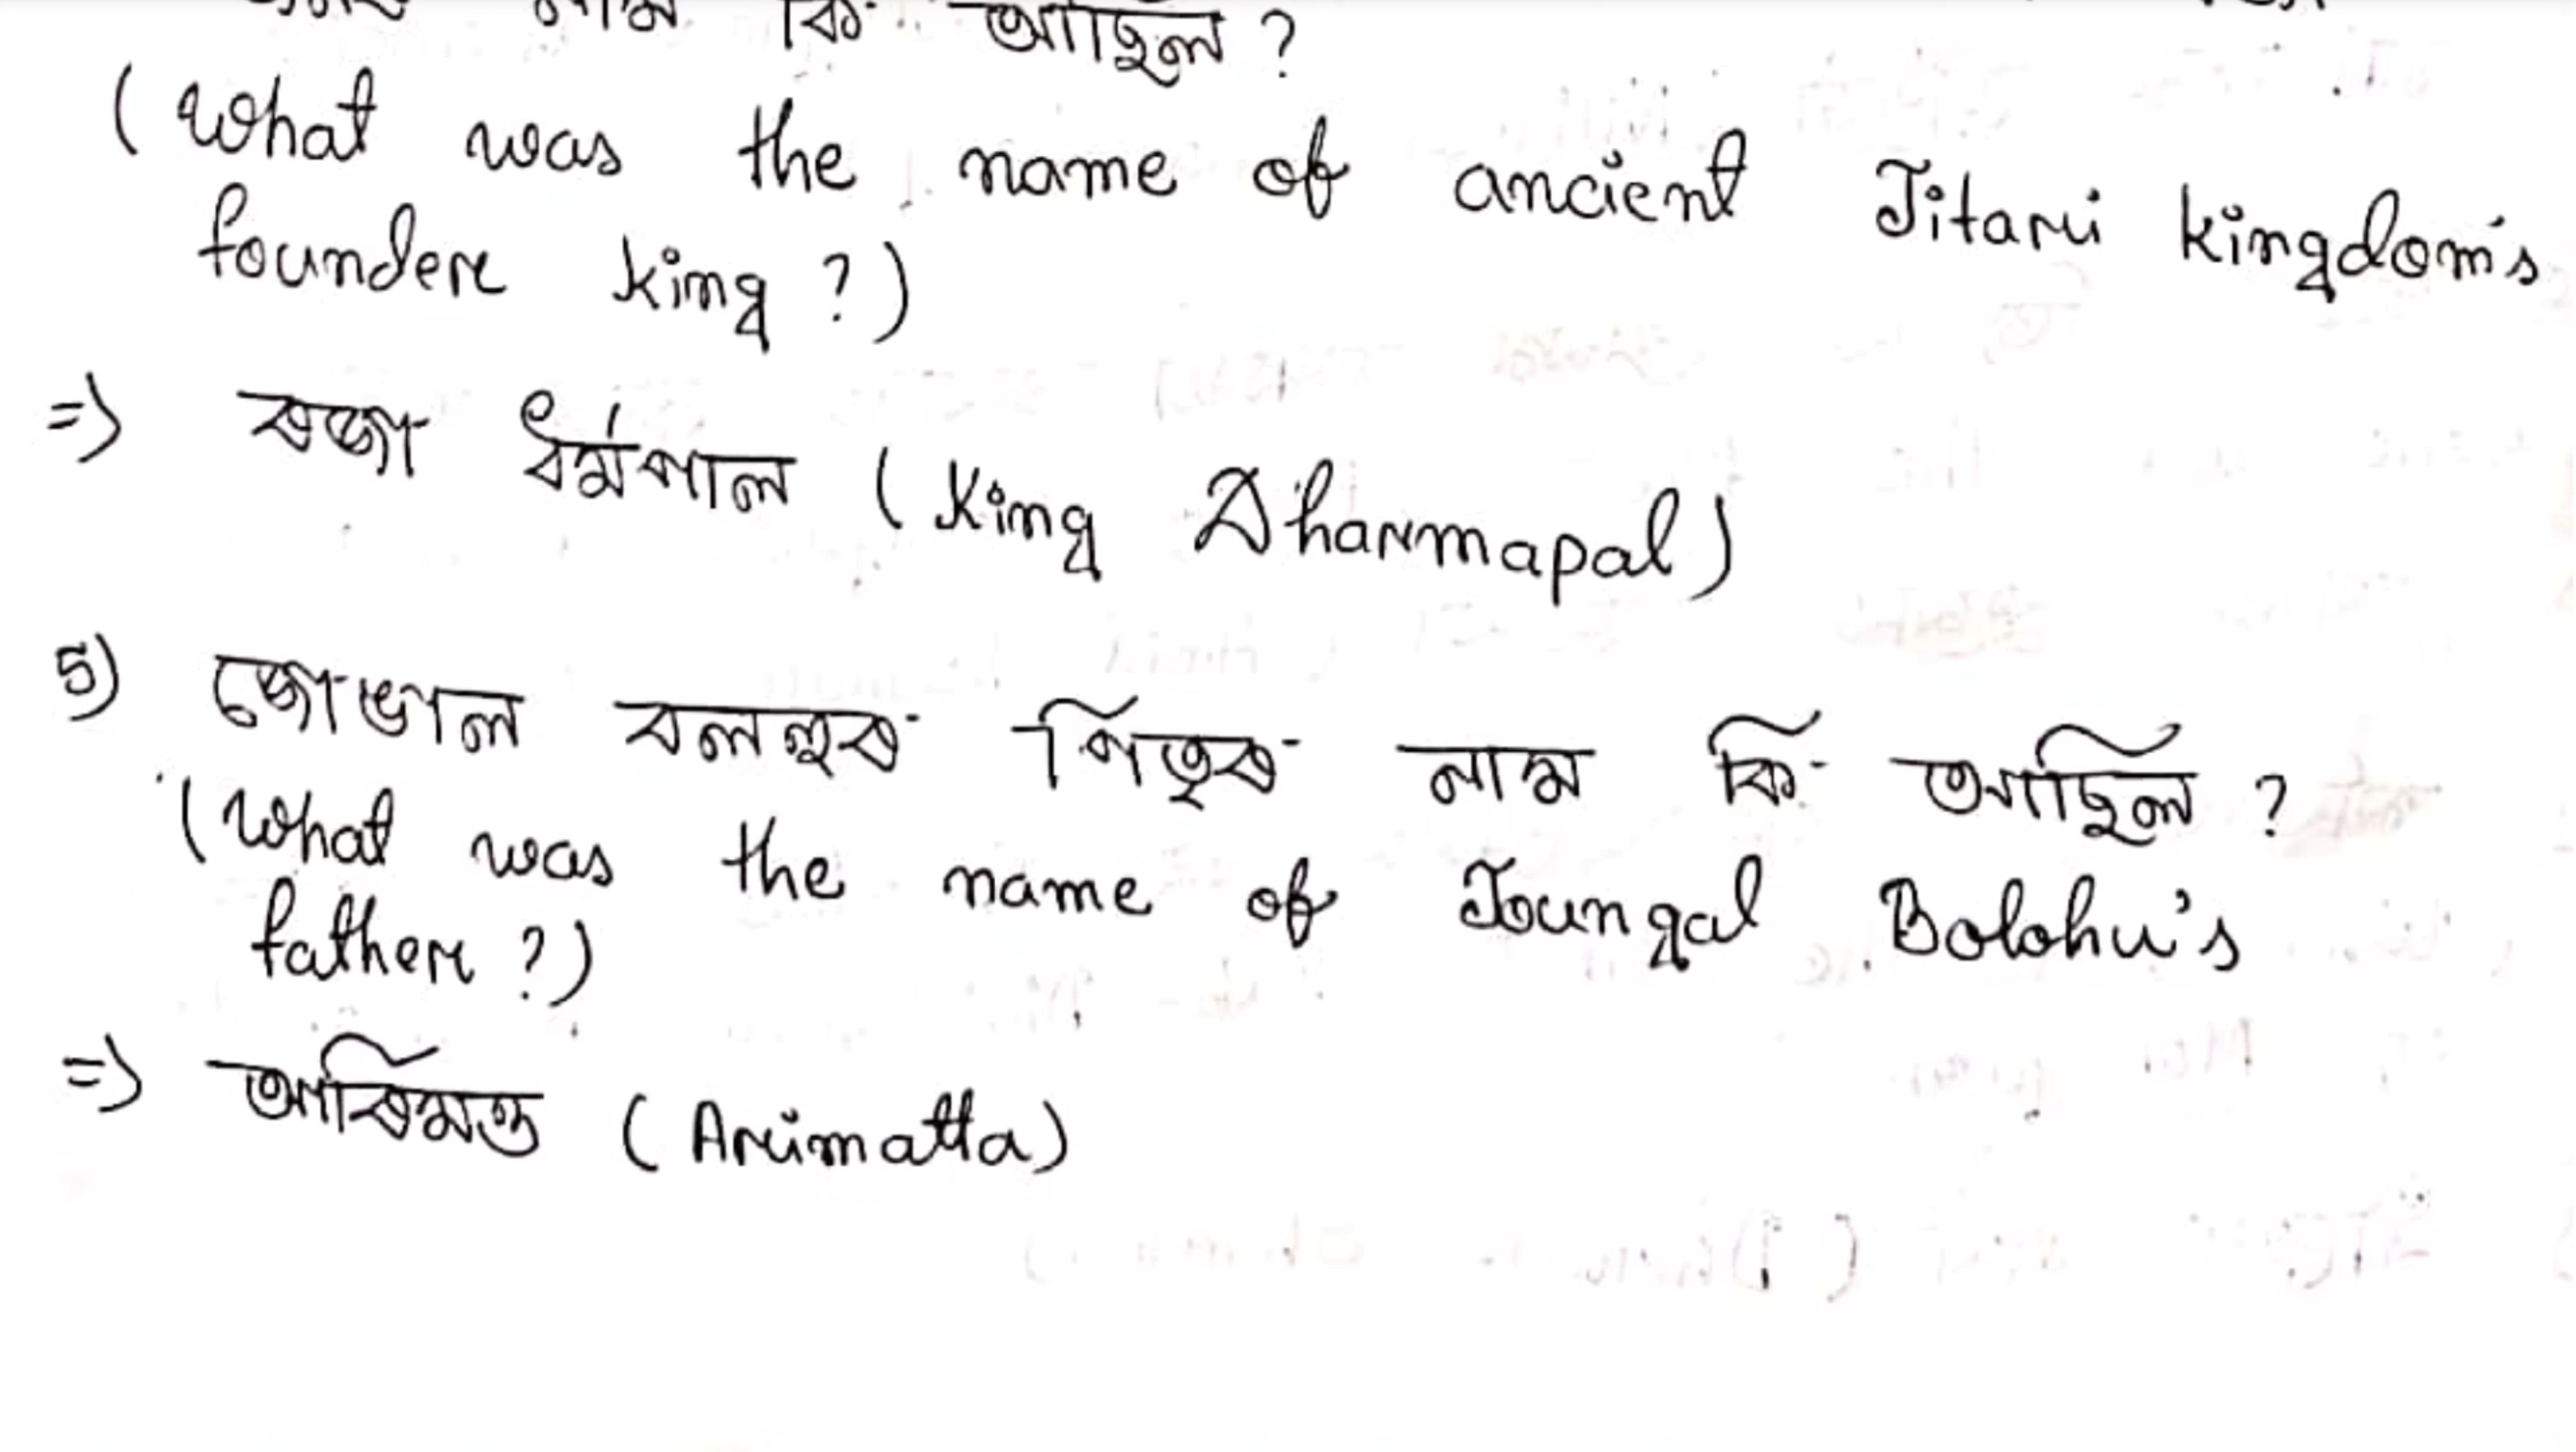 নাম কি আছিল ?
(What was the name of ancient Jitari kingdom's
founder king ?)
=> ৰজা ধৰ্মপাল (King Dharmapal)
5) জোঙাল বলহুৰ পিতৃৰ নাম কি আছিল ?
(What was the name of Joungal Bolohu's
father ?)
=> আৰিমত্ত (Arimatta)